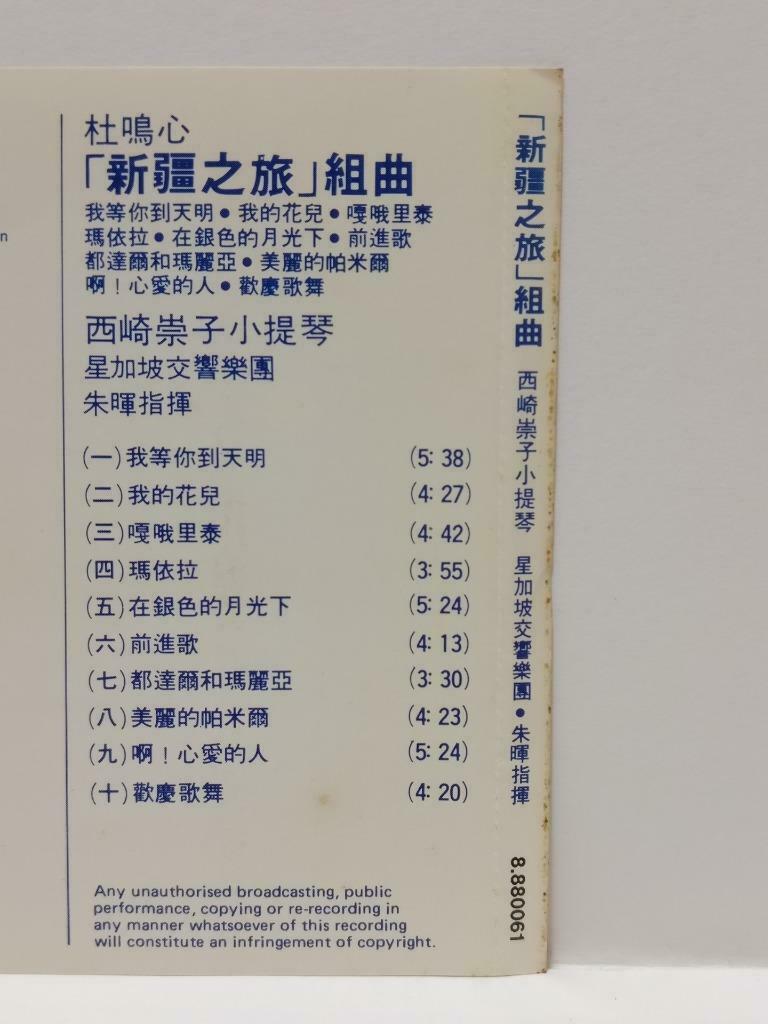 n
杜鳴心
「新疆之旅」組曲
我等你到天明●我的花兒●嘎哦里泰
瑪依拉●在銀色的月光下●前進歌
都達爾和瑪麗亞●美麗的帕米爾
啊！心愛的人●歡慶歌舞
西崎崇子小提琴
星加坡交響樂團
朱暉指揮
(一)我等你到天明 (5: 38)
(二)我的花兒 (4: 27)
(三)嘎哦里泰 (4: 42)
(四)瑪依拉 (3: 55)
(五)在銀色的月光下 (5: 24)
(六)前進歌 (4: 13)
(七)都達爾和瑪麗亞 (3: 30)
(八)美麗的帕米爾 (4: 23)
(九)啊！心愛的人 (5: 24)
(十)歡慶歌舞 (4: 20)
Any unauthorised broadcasting, public
performance, copying or re-recording in
any manner whatsoever of this recording
will constitute an infringement of copyright.
「新疆之旅」組曲 西崎崇子小提琴 星加坡交響樂團●朱暉指揮 8.880061